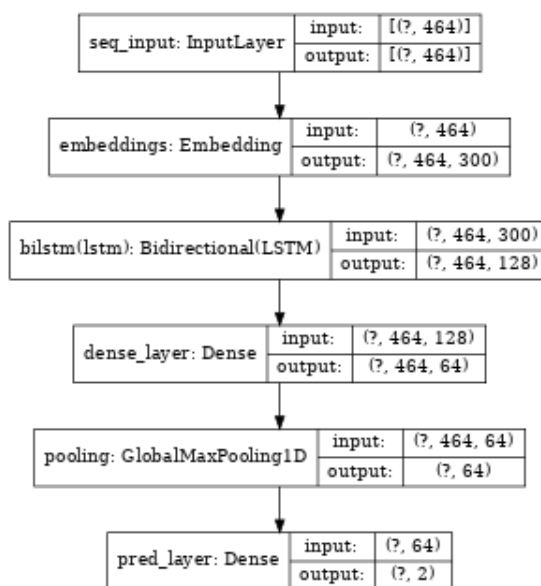 seq_input: InputLayer
input: [(?, 464)]
output: [(?, 464)]
embeddings: Embedding
input: (?, 464)
output: (?, 464, 300)
bilstm(lstm): Bidirectional(LSTM)
input: (?, 464, 300)
output: (?, 464, 128)
dense_layer: Dense
input: (?, 464, 128)
output: (?, 464, 64)
pooling: GlobalMaxPooling1D
input: (?, 464, 64)
output: (?, 64)
pred_layer: Dense
input: (?, 64)
output: (?, 2)